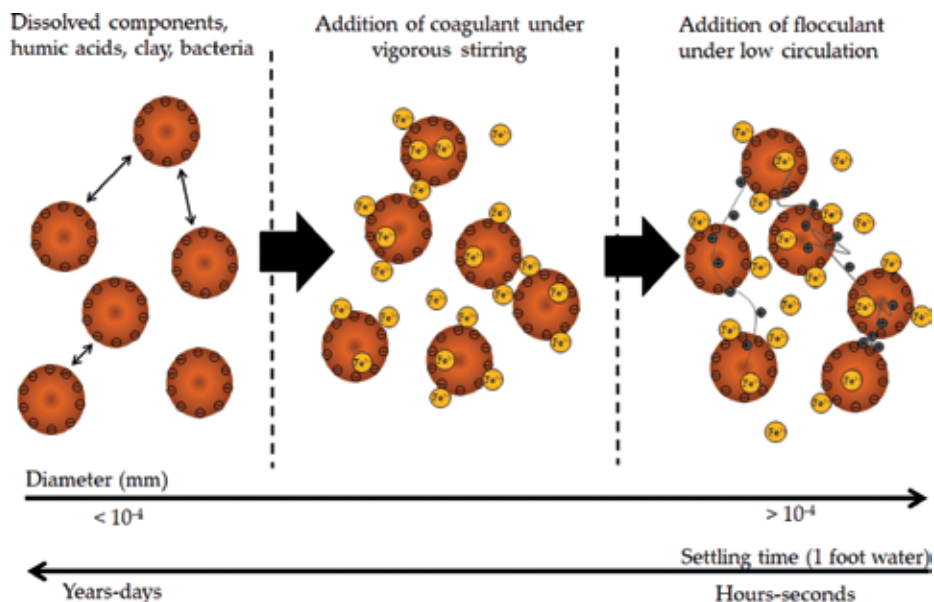 Dissolved components,
humic acids, clay, bacteria
Addition of coagulant under
vigorous stirring
Addition of flocculant
under low circulation
Diameter (mm)
< 10⁻⁴
> 10⁻⁴
Settling time (1 foot water)
Years-days
Hours-seconds